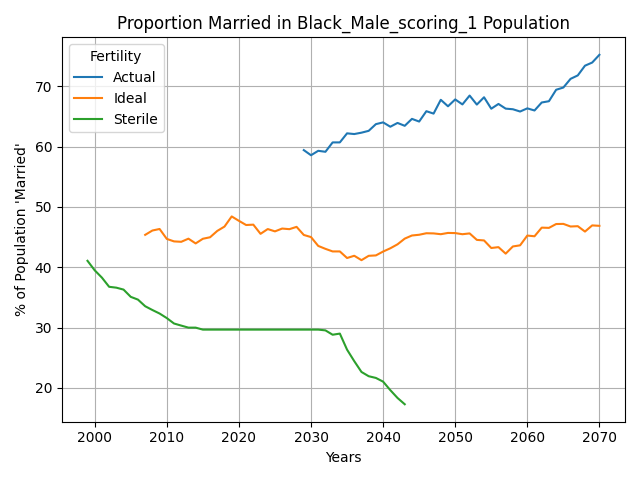 Proportion Married in Black_Male_scoring_1 Population
% of Population 'Married'
70
60
50
40
30
20
Fertility
Actual
Ideal
Sterile
2000 2010 2020 2030 2040 2050 2060 2070
Years